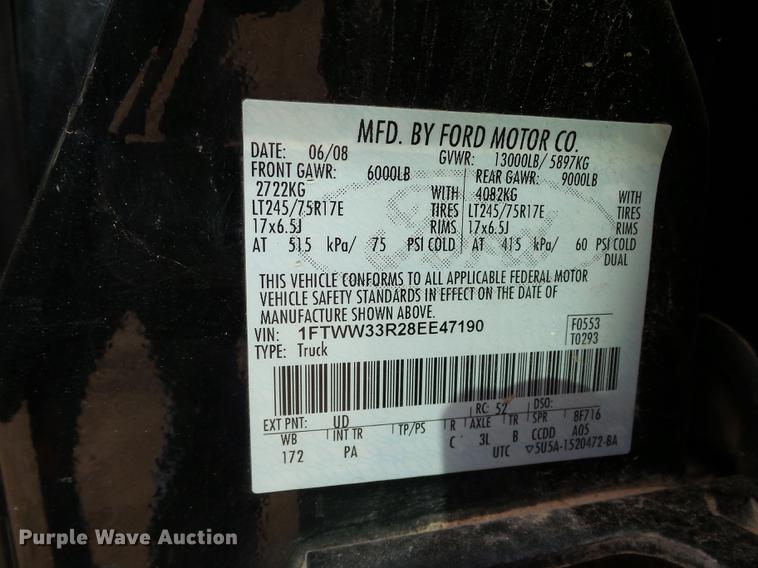 MFD. BY FORD MOTOR CO.
DATE: 06/08 GVWR: 13000LB/ 5897KG
FRONT GAWR: 6000LB REAR GAWR: 9000LB
2722KG WITH 4082KG WITH
LT245/75R17E TIRES LT245/75R17E TIRES
17x6.5J RIMS 17x6.5J RIMS
AT 515 kPa/ 75 PSI COLD AT 415 kPa/ 60 PSI COLD
DUAL
THIS VEHICLE CONFORMS TO ALL APPLICABLE FEDERAL MOTOR
VEHICLE SAFETY STANDARDS IN EFFECT ON THE DATE OF
MANUFACTURE SHOWN ABOVE.
VIN: 1FTWW33R28EE47190 F0553
TYPE: Truck T0293
EXT PNT: UD RC: 52 DSO:
WB INT TR TP/PS R AXLE TR SPR 8F716
172 PA C 3L B CCDD A05
UTC ▽5U5A-1520472-BA
Purple Wave Auction